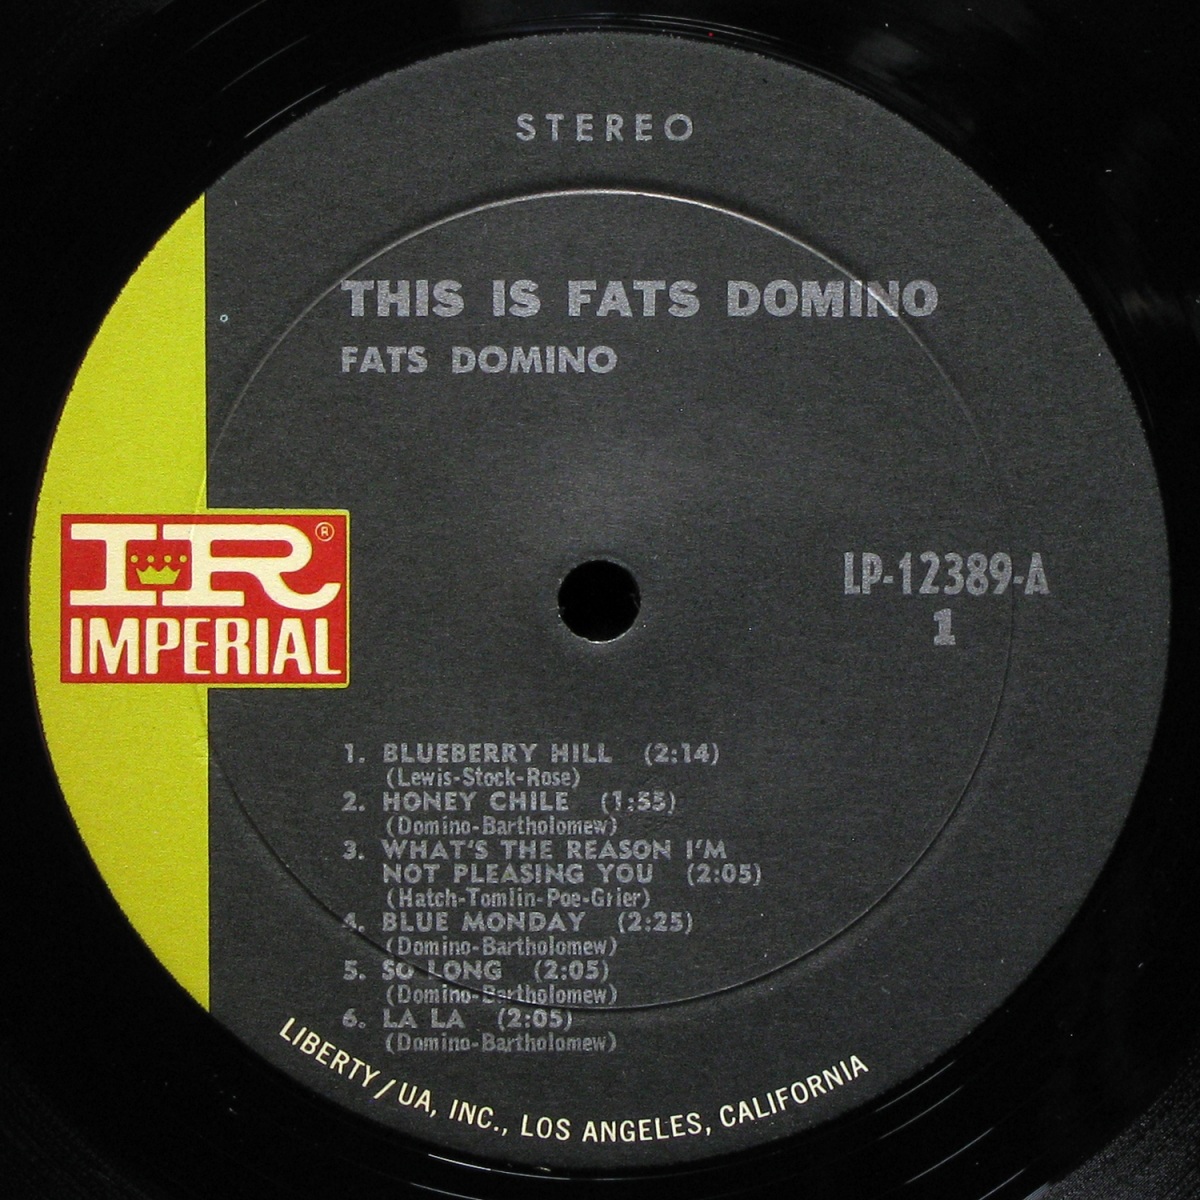 STEREO
THIS IS FATS DOMINO
FATS DOMINO
IR®
IMPERIAL
LP-12389-A
1
1. BLUEBERRY HILL (2:14)
(Lewis-Stock-Rose)
2. HONEY CHILE (1:55)
(Domino-Bartholomew)
3. WHAT'S THE REASON I'M
NOT PLEASING YOU (2:05)
(Hatch-Tomlin-Poe-Grier)
4. BLUE MONDAY (2:25)
(Domino-Bartholomew)
5. SO LONG (2:05)
(Domino-Bartholomew)
6. LA LA (2:05)
(Domino-Bartholomew)
LIBERTY/UA, INC., LOS ANGELES, CALIFORNIA